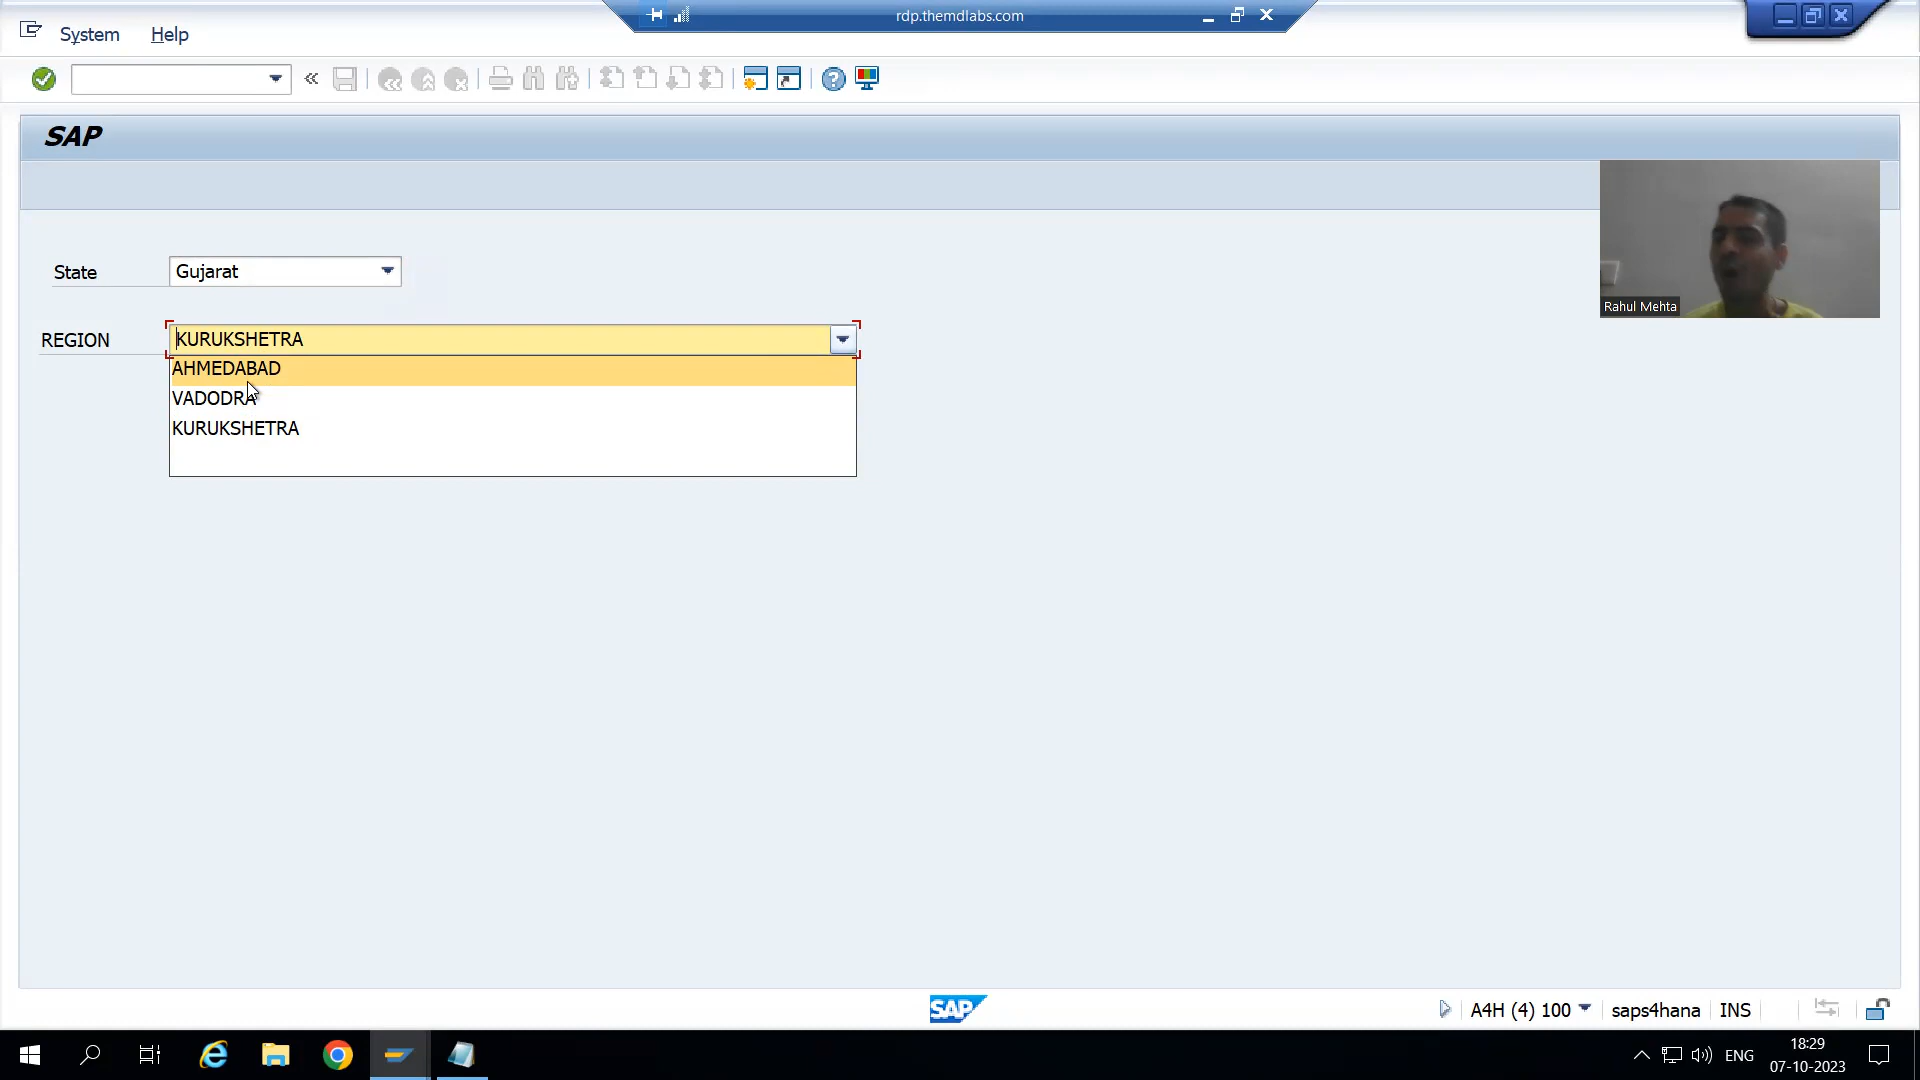 rdp.themdlabs.com
System Help
SAP
Rahul Mehta
State Gujarat
REGION KURUKSHETRA
AHMEDABAD
VADODRA
KURUKSHETRA
SAP
A4H (4) 100 saps4hana INS
ENG
18:29
07-10-2023